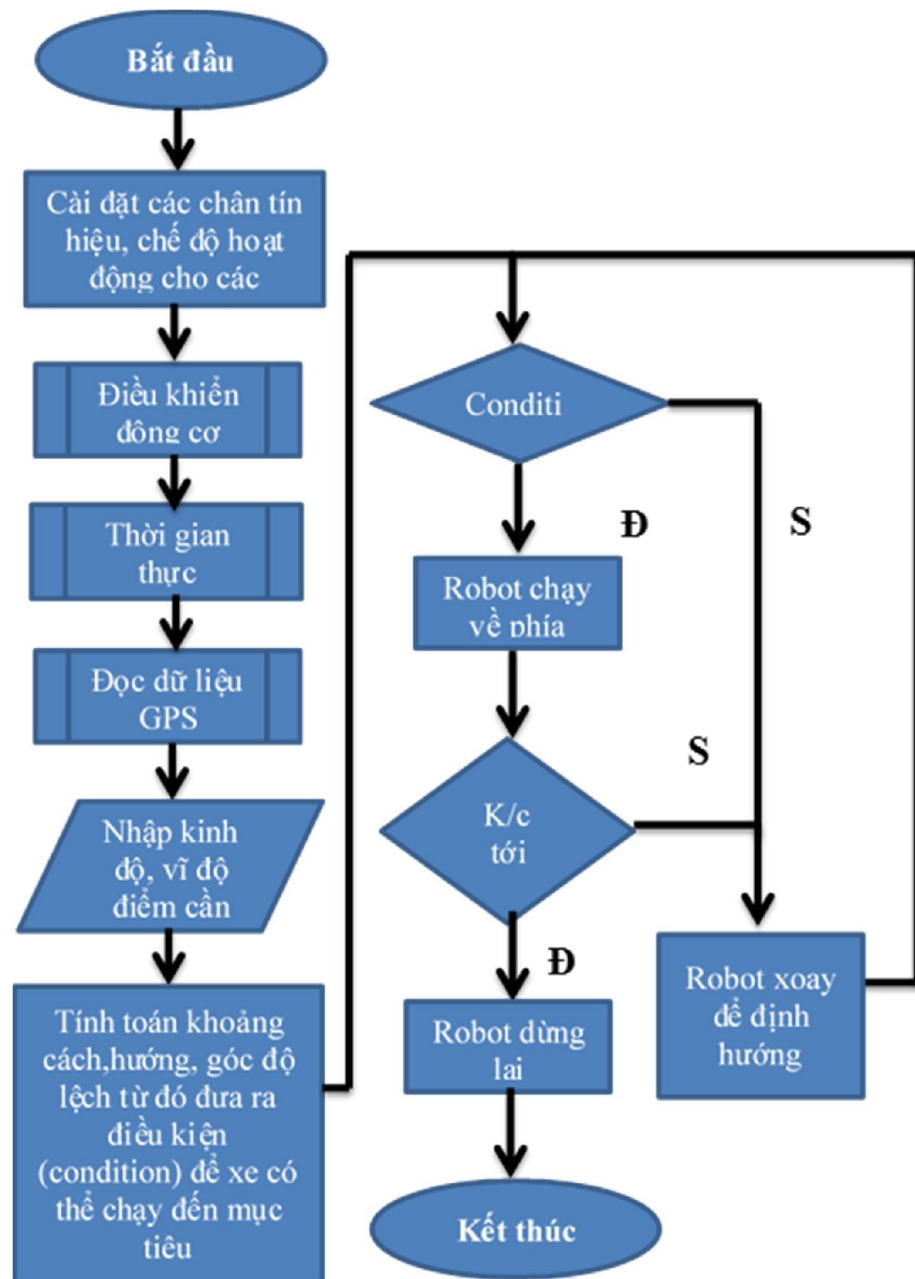 Bắt đầu
Cài đặt các chân tín
hiệu, chế độ hoạt
động cho các
Điều khiển
động cơ
Thời gian
thực
Đọc dữ liệu
GPS
Nhập kinh
độ, vĩ độ
điểm cần
Tính toán khoảng
cách,hướng, góc độ
lệch từ đó đưa ra
điều kiện
(condition) để xe có
thể chạy đến mục
tiêu
Conditi
Đ
S
Robot chạy
về phía
K/c
tới
S
Đ
Robot dừng
lại
Robot xoay
để định
hướng
Kết thúc